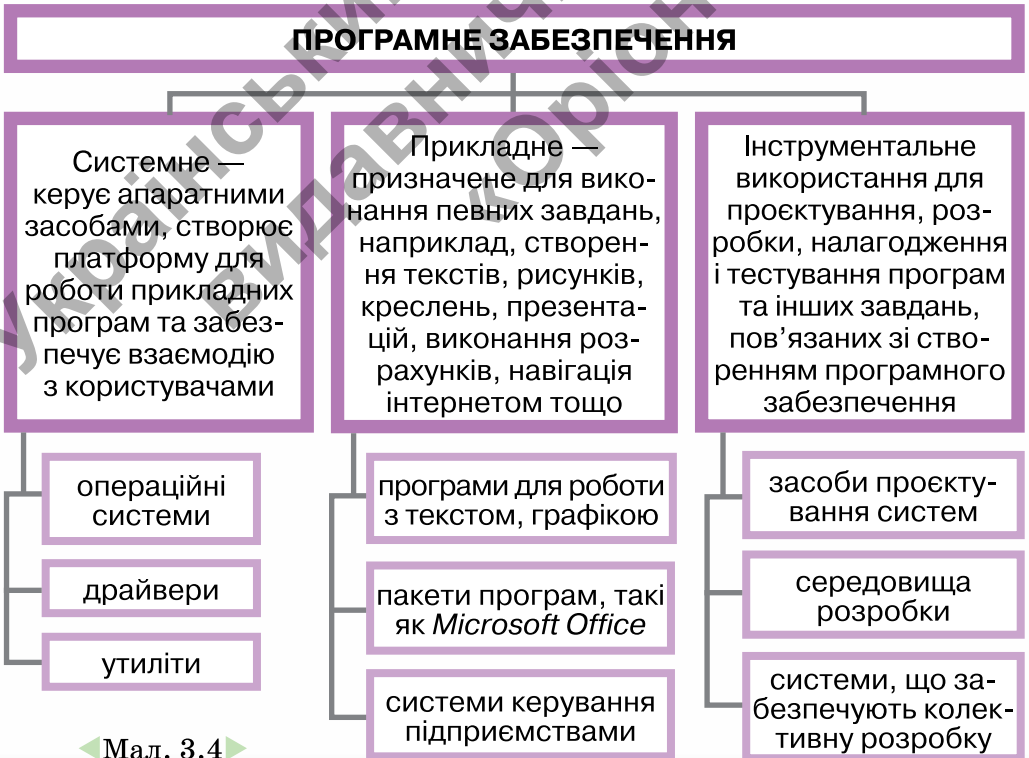 ПРОГРАМНЕ ЗАБЕЗПЕЧЕННЯ
Системне —
керує апаратними
засобами, створює
платформу для
роботи прикладних
програм та забез-
печує взаємодію
з користувачами
операційні
системи
драйвери
утиліти
Прикладне —
призначене для вико-
нання певних завдань,
наприклад, створен-
ня текстів, рисунків,
креслень, презента-
цій, виконання роз-
рахунків, навігація
інтернетом тощо
програми для роботи
з текстом, графікою
пакети програм, такі
як Microsoft Office
системи керування
підприємствами
Інструментальне
використання для
проєктування, роз-
робки, налагодження
і тестування програм
та інших завдань,
пов’язаних зі ство-
ренням програмного
забезпечення
засоби проєкту-
вання систем
середовища
розробки
системи, що за-
безпечують колек-
тивну розробку
Мал. 3.4